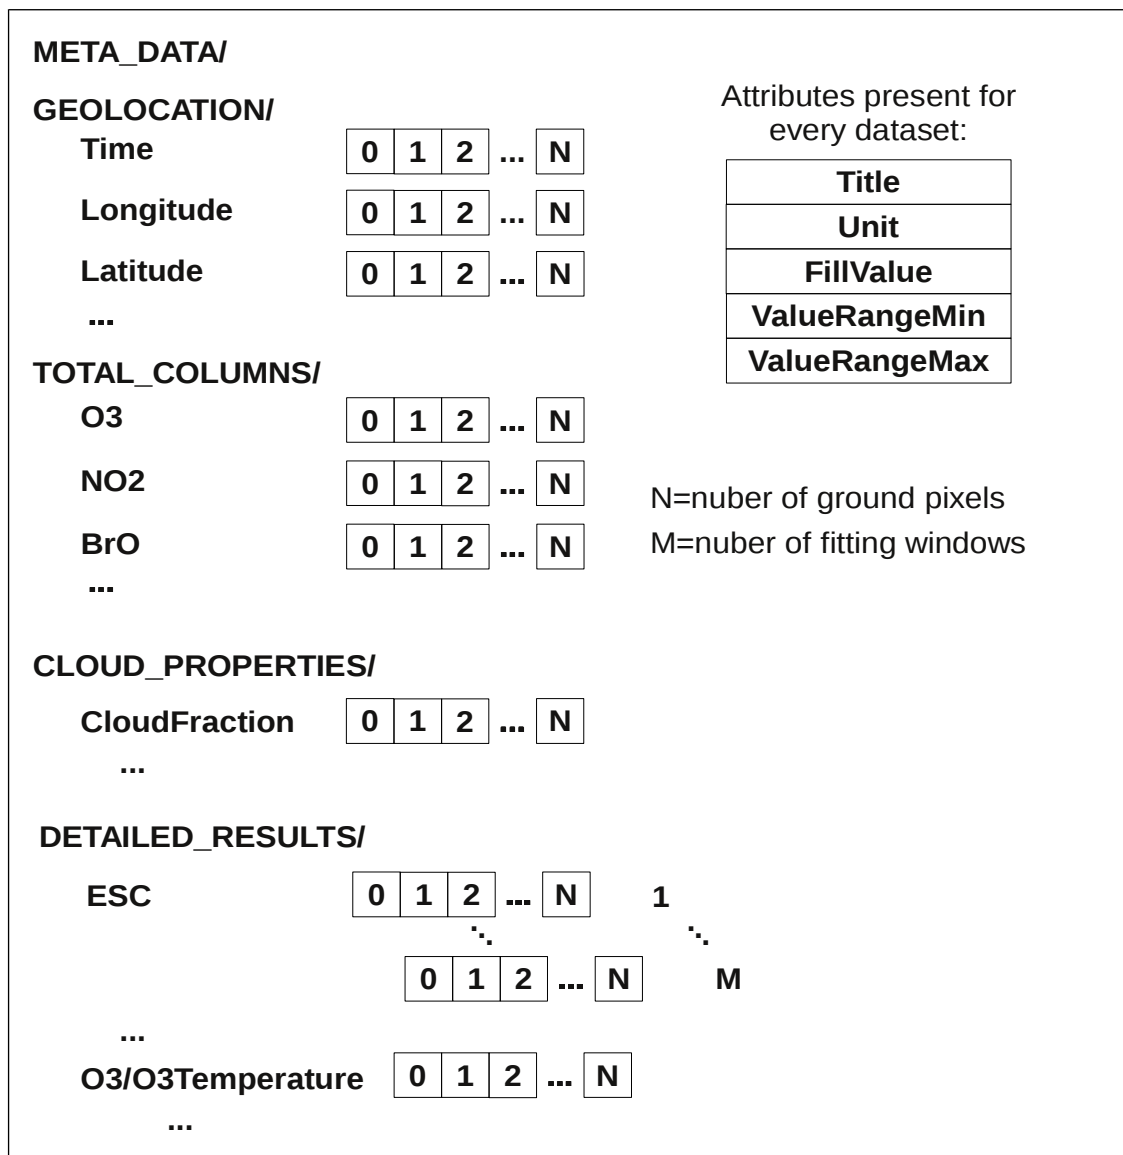 META_DATA/
GEOLOCATION/
Time 0 1 2 ... N
Longitude 0 1 2 ... N
Latitude 0 1 2 ... N
...
Attributes present for
every dataset:
Title
Unit
FillValue
ValueRangeMin
ValueRangeMax
TOTAL_COLUMNS/
O3 0 1 2 ... N
NO2 0 1 2 ... N
BrO 0 1 2 ... N
...
N=nuber of ground pixels
M=nuber of fitting windows
CLOUD_PROPERTIES/
CloudFraction 0 1 2 ... N
...
DETAILED_RESULTS/
ESC 0 1 2 ... N 1
⋱ ⋱
0 1 2 ... N M
...
O3/O3Temperature 0 1 2 ... N
...